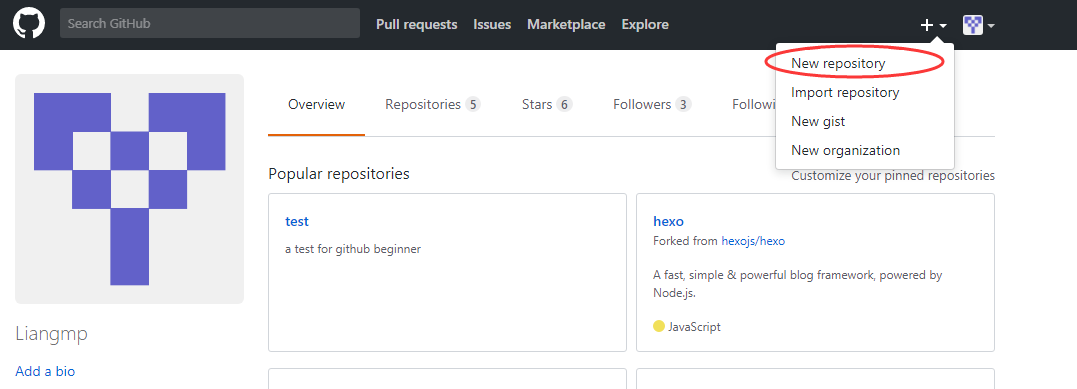 Search GitHub
Pull requests Issues Marketplace Explore
New repository
Import repository
New gist
New organization
Overview Repositories 5 Stars 6 Followers 3
Popular repositories
Customize your pinned repositories
test
a test for github beginner
hexo
Forked from hexojs/hexo
A fast, simple & powerful blog framework, powered by
Node.js.
JavaScript
Liangmp
Add a bio